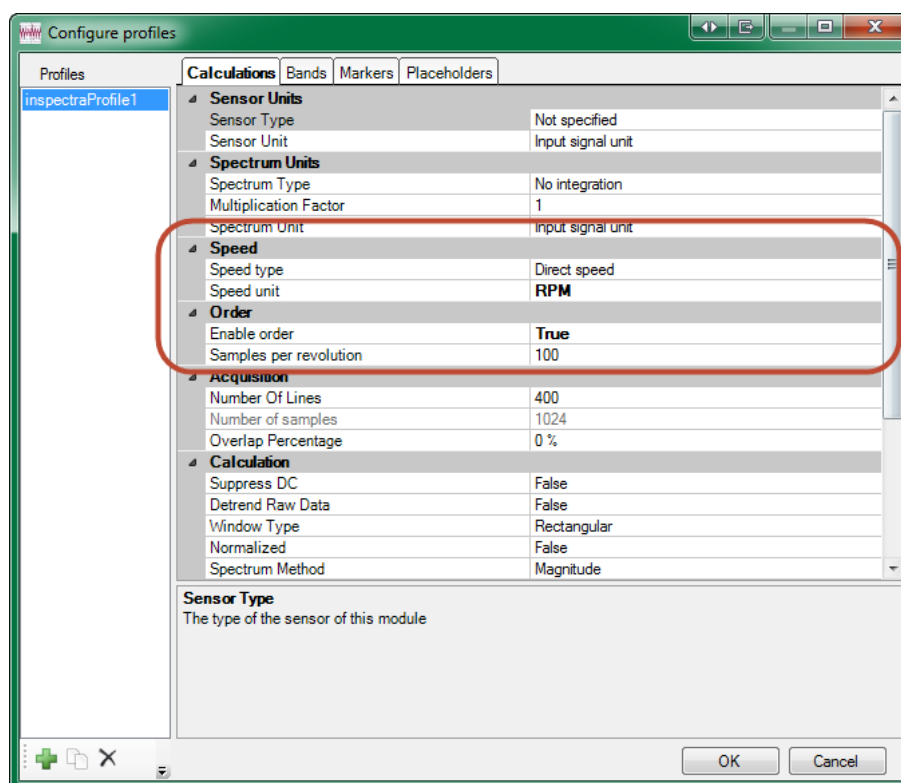 Configure profiles
Profiles
Calculations Bands Markers Placeholders
inspectraProfile1
Sensor Units
Sensor Type Not specified
Sensor Unit Input signal unit
Spectrum Units
Spectrum Type No integration
Multiplication Factor 1
Spectrum Unit Input signal unit
Speed
Speed type Direct speed
Speed unit RPM
Order
Enable order True
Samples per revolution 100
Acquisition
Number Of Lines 400
Number of samples 1024
Overlap Percentage 0 %
Calculation
Suppress DC False
Detrend Raw Data False
Window Type Rectangular
Normalized False
Spectrum Method Magnitude
Sensor Type
The type of the sensor of this module
OK Cancel